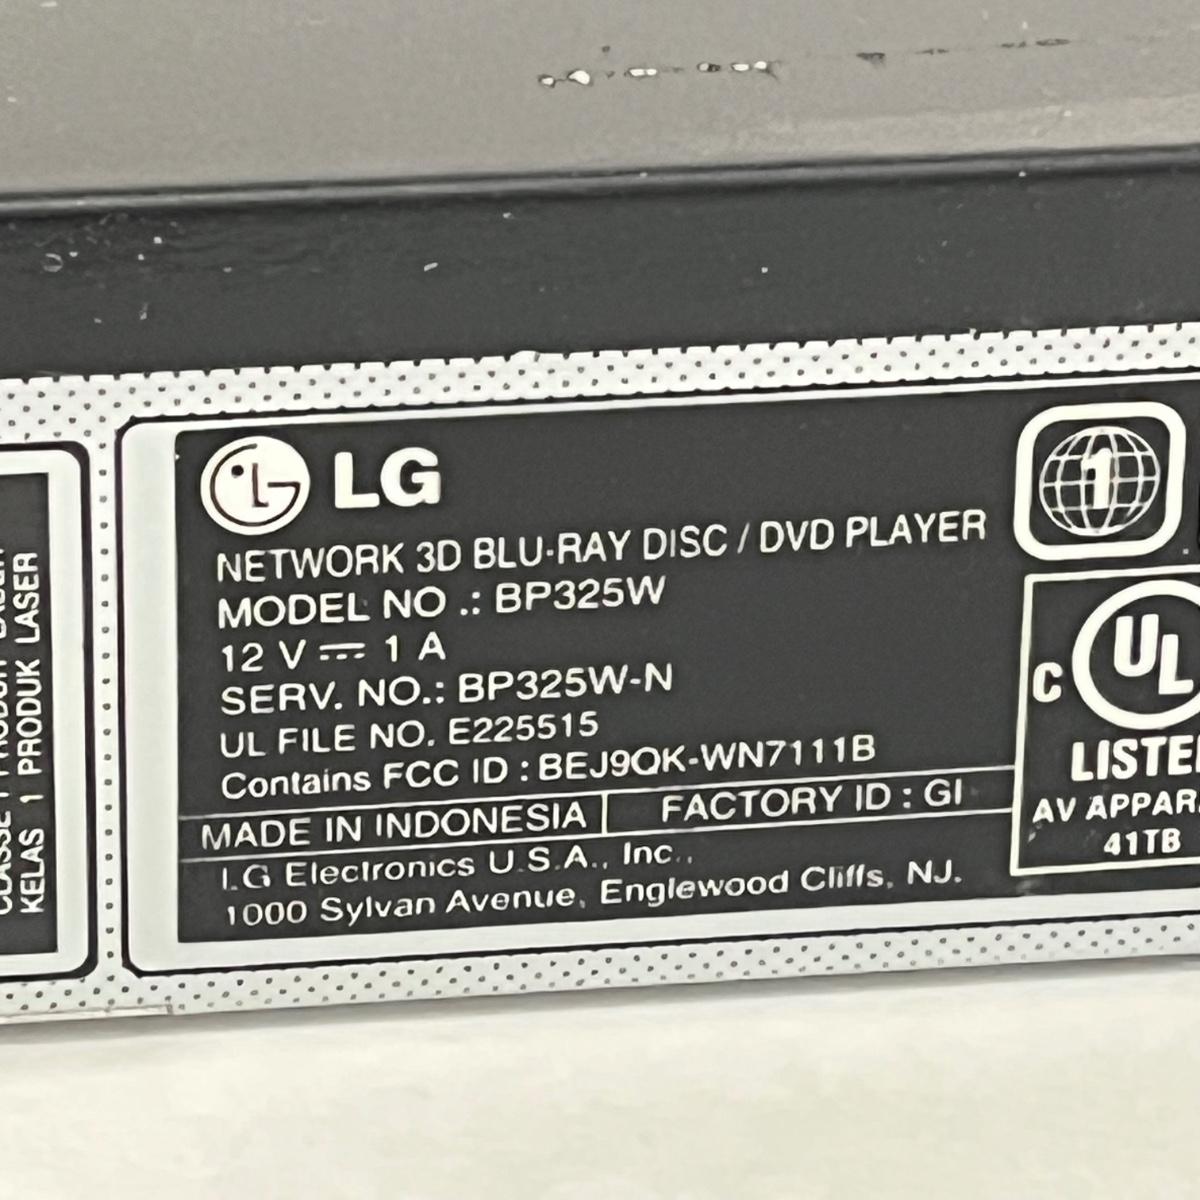 LG
NETWORK 3D BLU-RAY DISC / DVD PLAYER
MODEL NO .: BP325W
12 V ⎓ 1 A
SERV. NO.: BP325W-N
UL FILE NO. E225515
Contains FCC ID : BEJ9QK-WN7111B
MADE IN INDONESIA FACTORY ID : GI
LG Electronics U.S.A., Inc.,
1000 Sylvan Avenue, Englewood Cliffs, NJ.
1
C UL
LISTE
AV APPAR
41TB
KELAS 1 PRODUK LASER